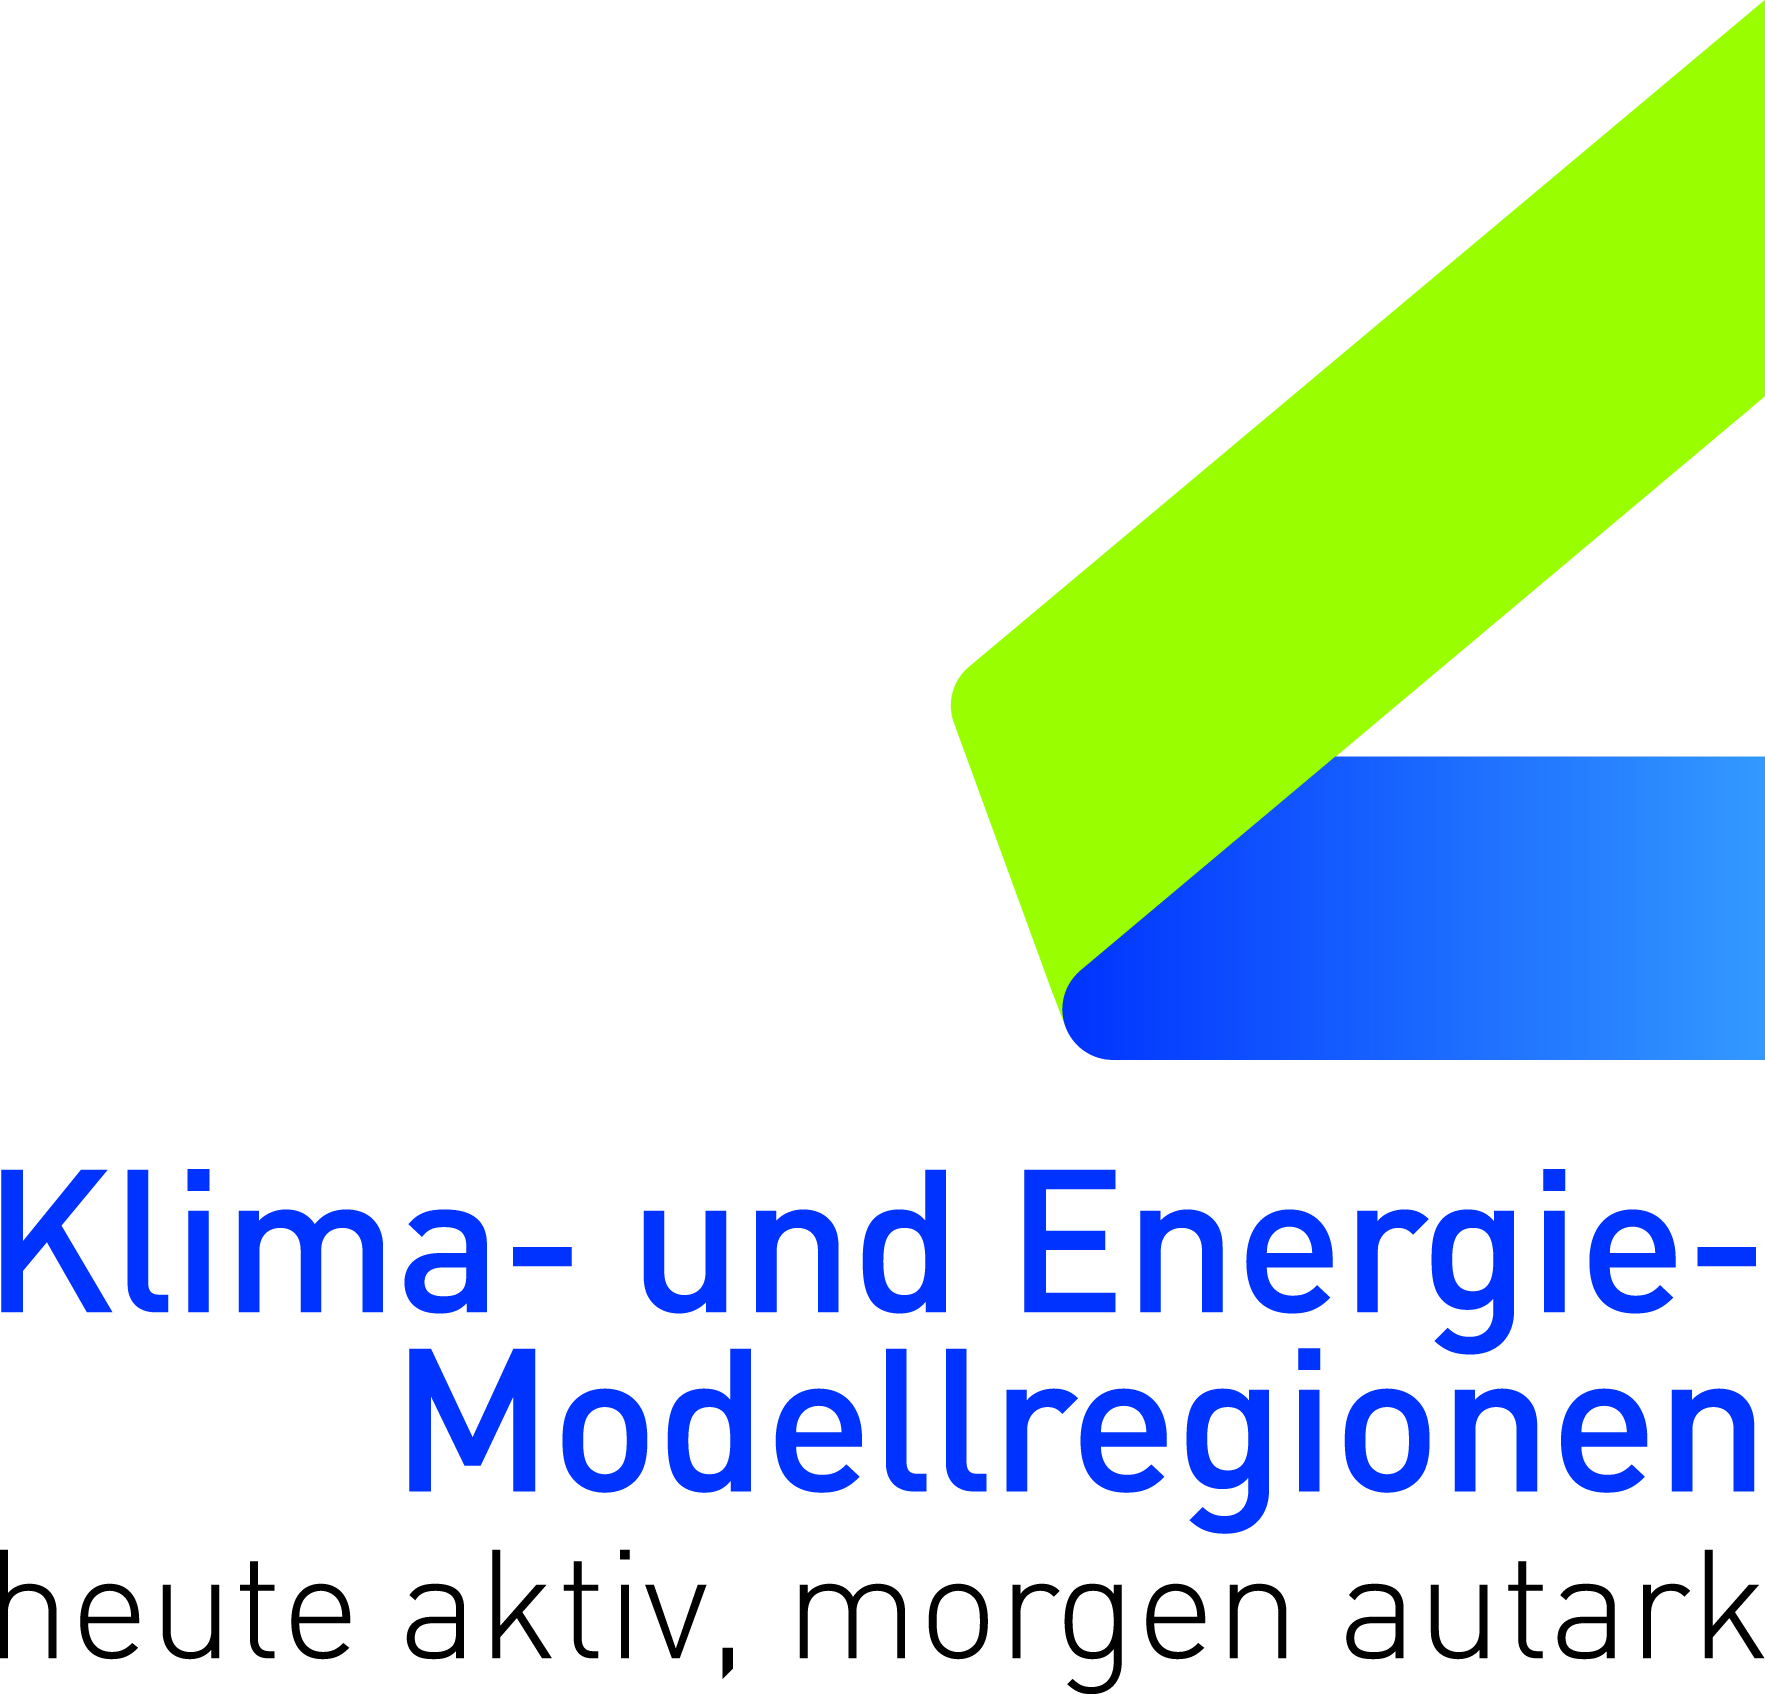 Klima- und Energie-
Modellregionen
heute aktiv, morgen autark